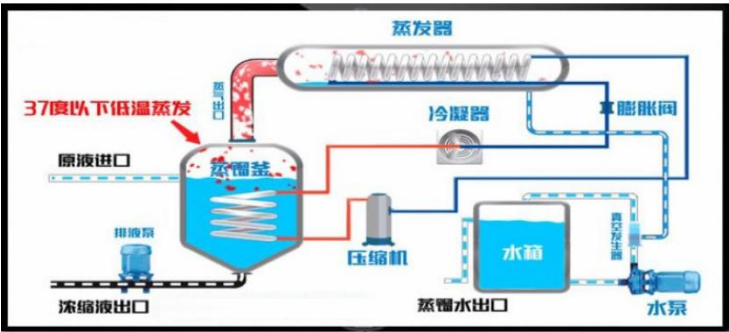 蒸发器
蒸气出口
37度以下低温蒸发
冷凝器
膨胀阀
原液进口
蒸馏釜
排液泵
压缩机
水箱
真空发生器
浓缩液出口
蒸馏水出口
水泵